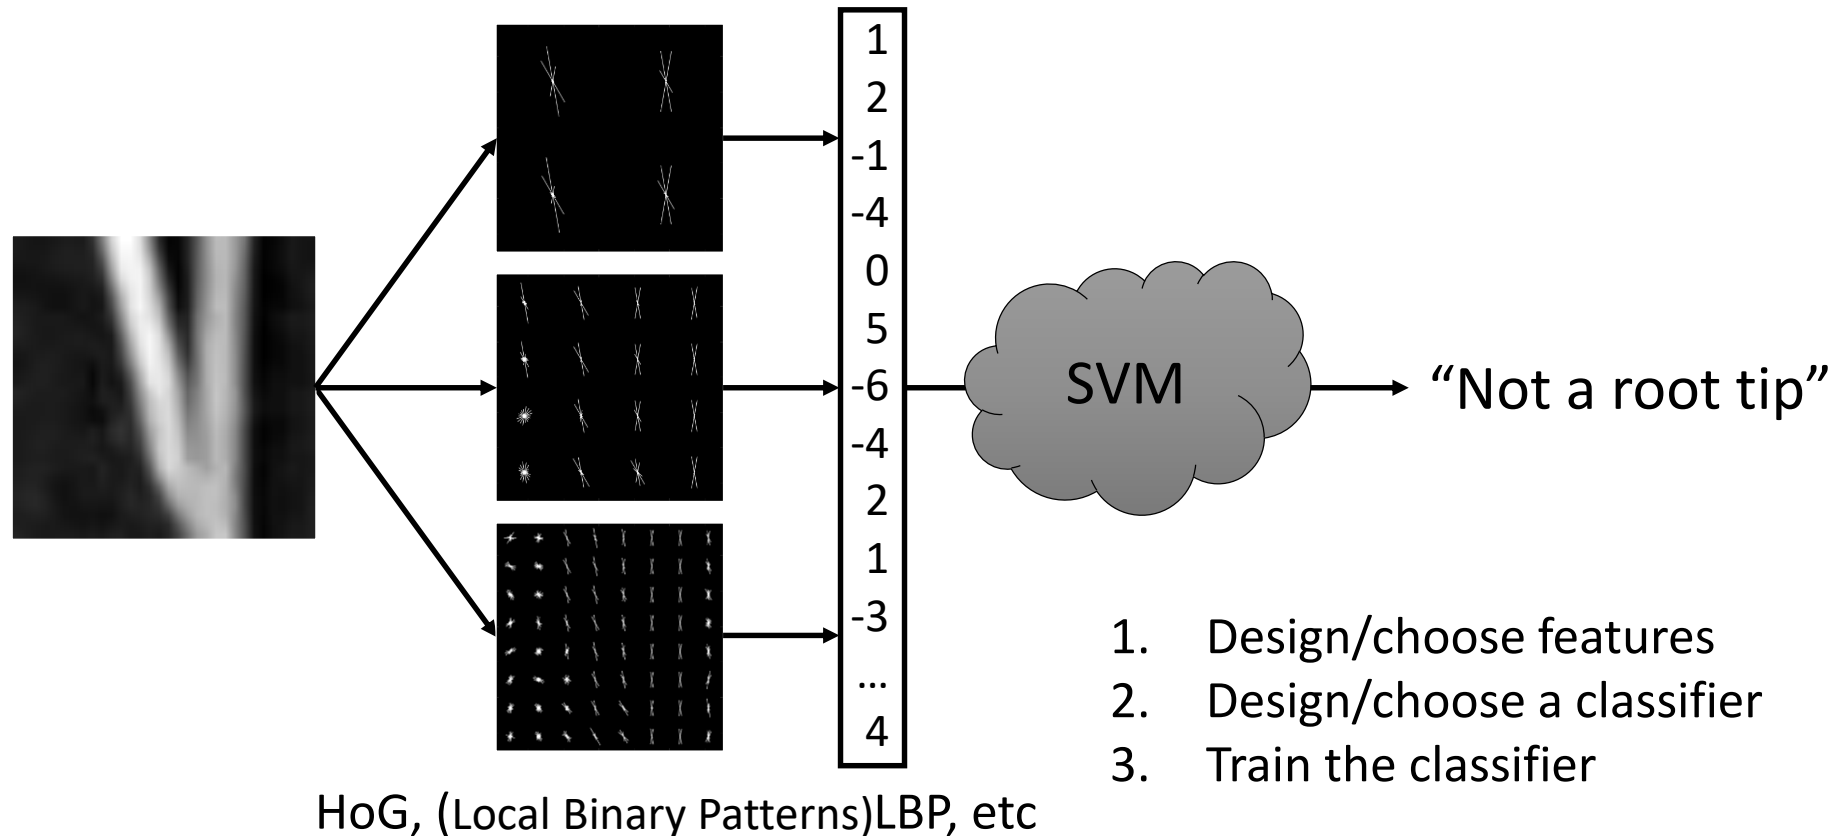 1
2
-1
-4
0
5
-6
-4
2
1
-3
...
4
SVM
“Not a root tip”
1. Design/choose features
2. Design/choose a classifier
3. Train the classifier
HoG, (Local Binary Patterns)LBP, etc